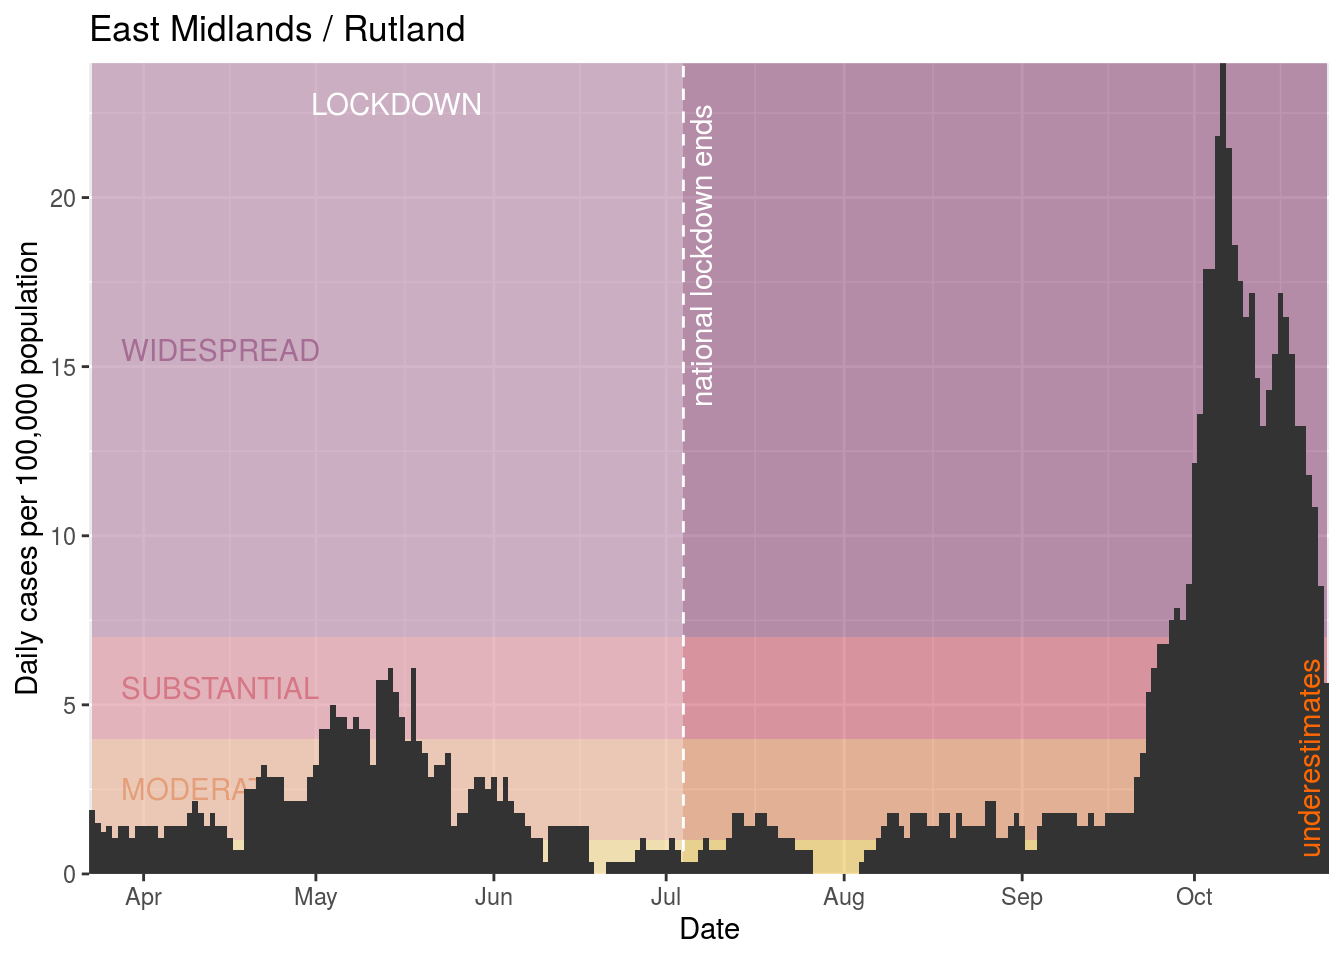 East Midlands / Rutland
LOCKDOWN
national lockdown ends
WIDESPREAD
SUBSTANTIAL
MODERAT
underestimates
Daily cases per 100,000 population
20
15
10
5
0
Apr
May
Jun
Jul
Aug
Sep
Oct
Date